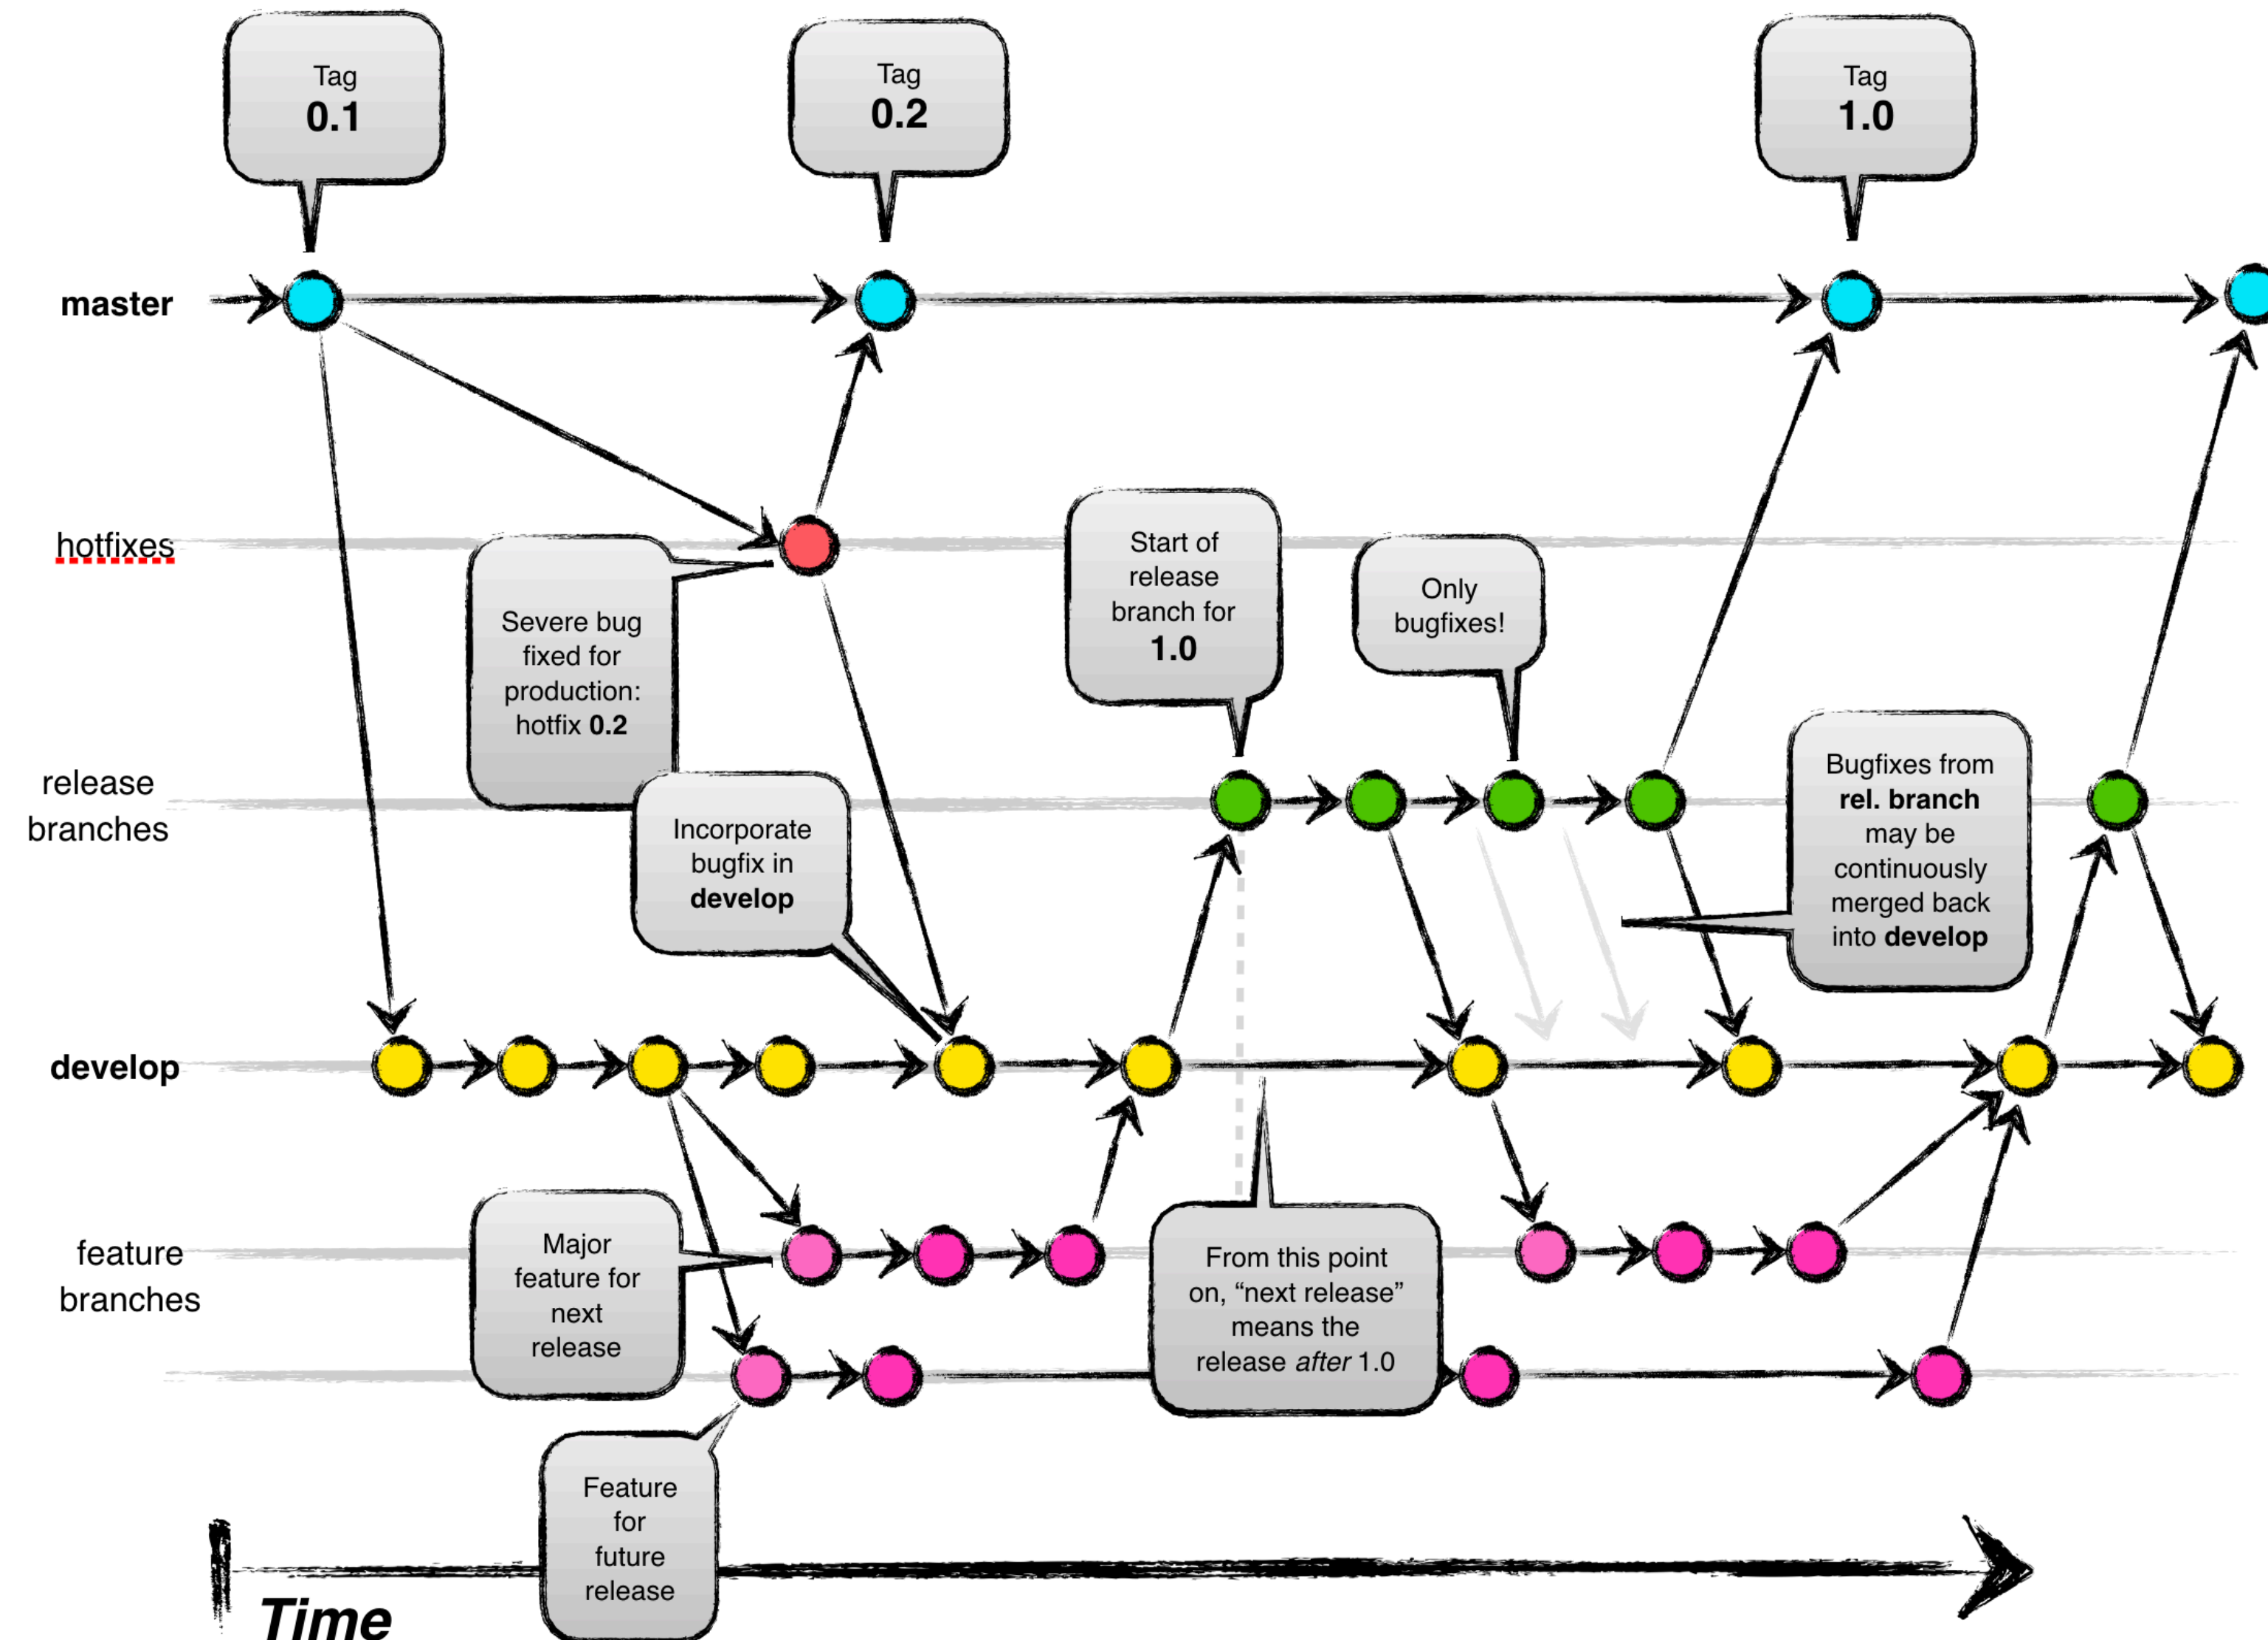 Tag
0.1
Tag
0.2
Tag
1.0
master
hotfixes
Severe bug
fixed for
production:
hotfix 0.2
Start of
release
branch for
1.0
Only
bugfixes!
release
branches
Incorporate
bugfix in
develop
Bugfixes from
rel. branch
may be
continuously
merged back
into develop
develop
feature
branches
Major
feature for
next
release
From this point
on, “next release”
means the
release after 1.0
Feature
for
future
release
Time